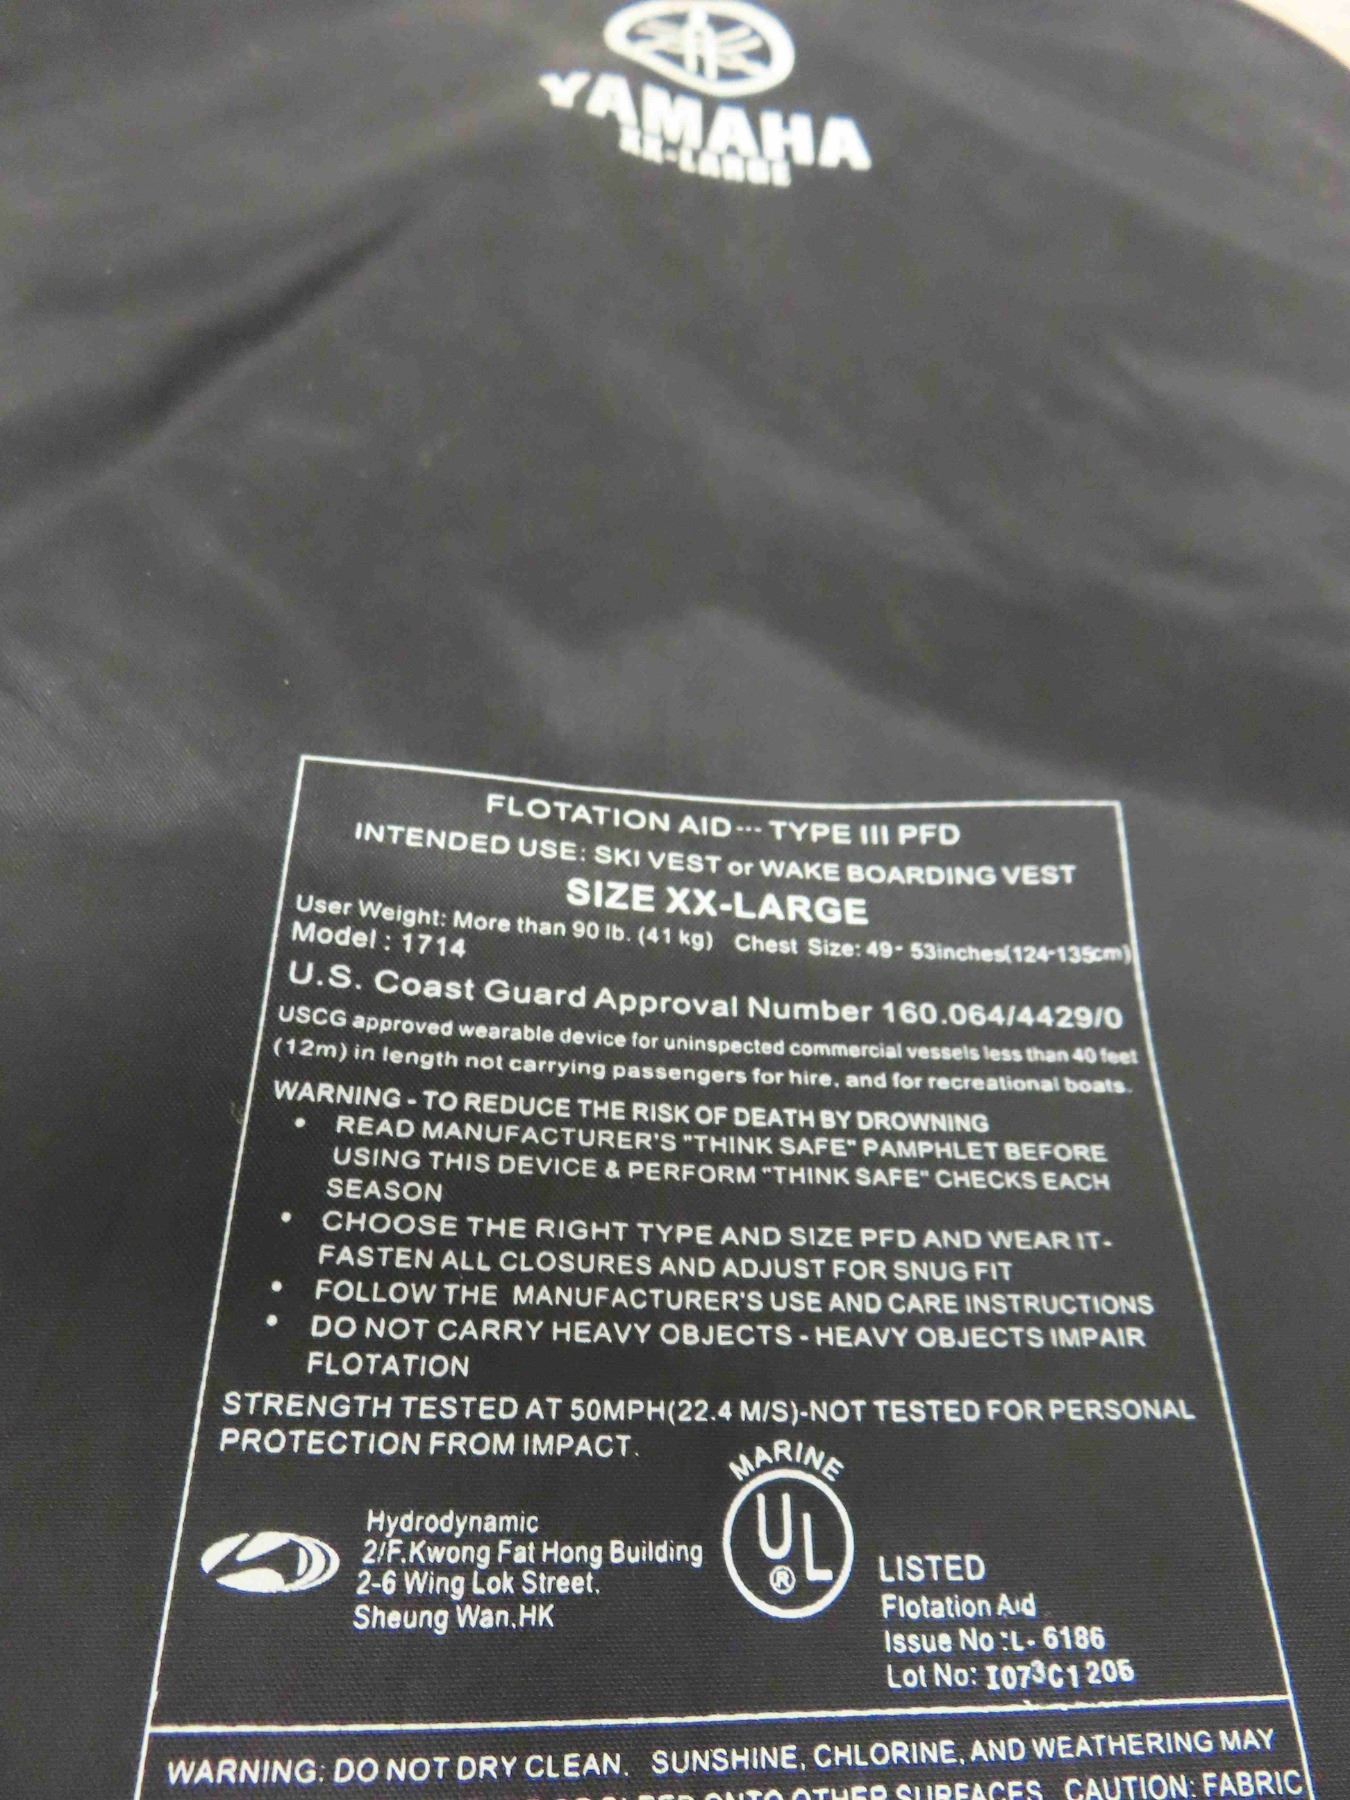 YAMAHA
XX-LARGE
FLOTATION AID --- TYPE III PFD
INTENDED USE: SKI VEST or WAKE BOARDING VEST
SIZE XX-LARGE
User Weight: More than 90 lb. (41 kg) Chest Size: 49- 53inches(124-135cm)
Model : 1714
U.S. Coast Guard Approval Number 160.064/4429/0
USCG approved wearable device for uninspected commercial vessels less than 40 feet
(12m) in length not carrying passengers for hire, and for recreational boats.
WARNING - TO REDUCE THE RISK OF DEATH BY DROWNING
• READ MANUFACTURER'S "THINK SAFE" PAMPHLET BEFORE
USING THIS DEVICE & PERFORM "THINK SAFE" CHECKS EACH
SEASON
• CHOOSE THE RIGHT TYPE AND SIZE PFD AND WEAR IT-
FASTEN ALL CLOSURES AND ADJUST FOR SNUG FIT
• FOLLOW THE MANUFACTURER'S USE AND CARE INSTRUCTIONS
• DO NOT CARRY HEAVY OBJECTS - HEAVY OBJECTS IMPAIR
FLOTATION
STRENGTH TESTED AT 50MPH(22.4 M/S)-NOT TESTED FOR PERSONAL
PROTECTION FROM IMPACT.
Hydrodynamic
2/F.Kwong Fat Hong Building
2-6 Wing Lok Street,
Sheung Wan,HK
MARINE
UL
®
LISTED
Flotation Aid
Issue No :L- 6186
Lot No: I073C1206
WARNING: DO NOT DRY CLEAN. SUNSHINE, CHLORINE, AND WEATHERING MAY
ONTO OTHER SURFACES. CAUTION: FABRIC